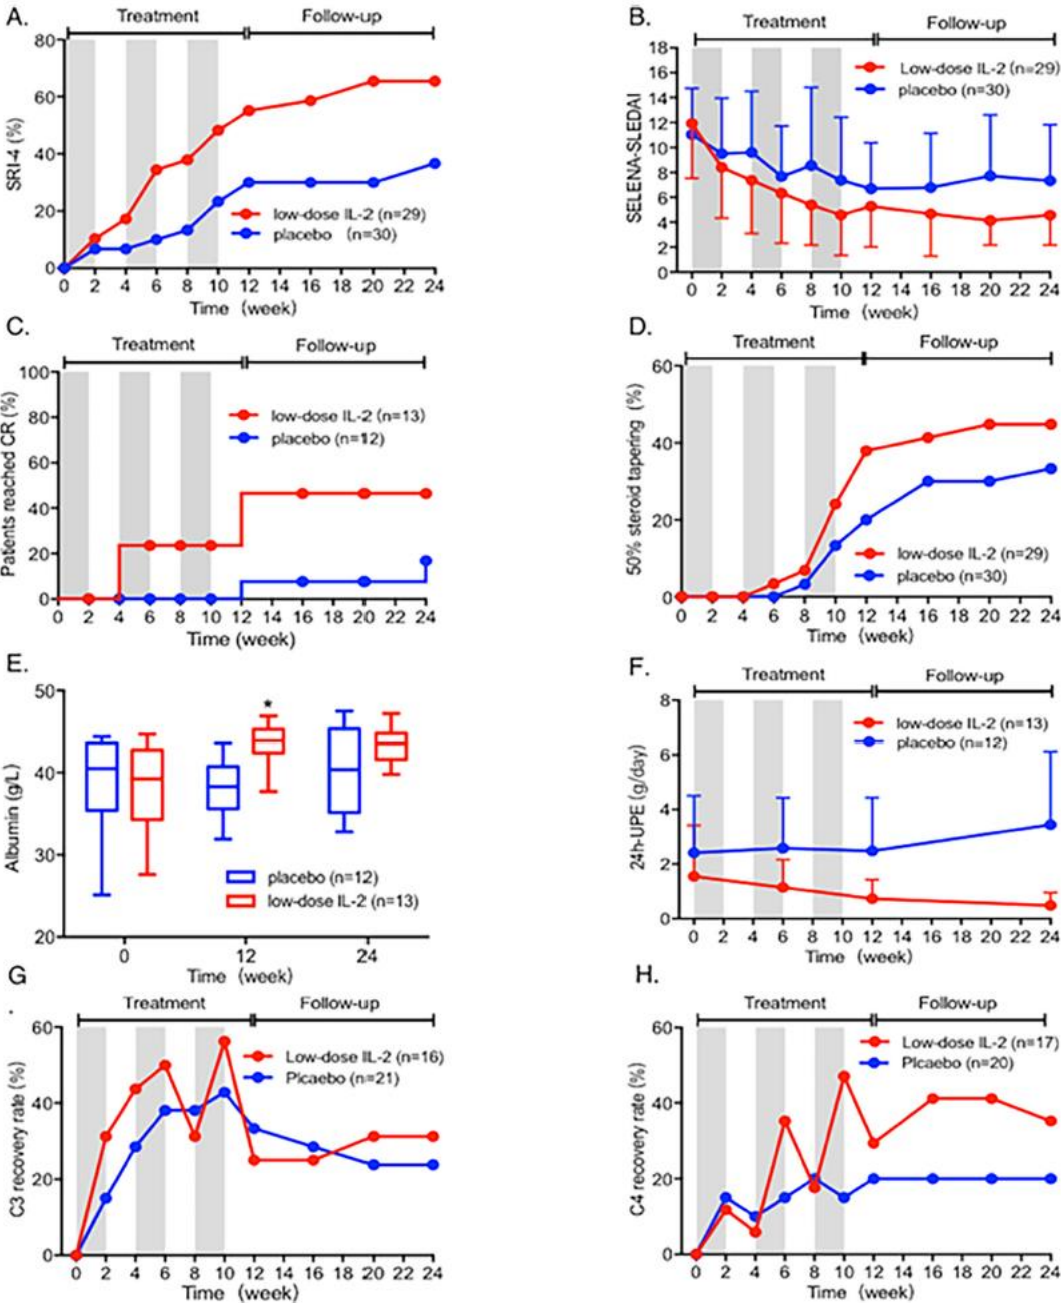 A.
Treatment Follow-up
SRI-4 (%)
80
60
40
20
0
low-dose IL-2 (n=29)
placebo (n=30)
0 2 4 6 8 10 12 14 16 18 20 22 24
Time (week)
B.
Treatment Follow-up
SELENA-SLEDAI
18
16
14
12
10
8
6
4
2
0
Low-dose IL-2 (n=29)
placebo (n=30)
0 2 4 6 8 10 12 14 16 18 20 22 24
Time (week)
C.
Treatment Follow-up
Patients reached CR (%)
100
80
60
40
20
0
low-dose IL-2 (n=13)
placebo (n=12)
0 2 4 6 8 10 12 14 16 18 20 22 24
Time (week)
D.
Treatment Follow-up
50% steroid tapering (%)
60
40
20
0
low-dose IL-2 (n=29)
placebo (n=30)
0 2 4 6 8 10 12 14 16 18 20 22 24
Time (week)
E.
Albumin (g/L)
50
40
30
20
*
placebo (n=12)
low-dose IL-2 (n=13)
0 12 24
Time (week)
F.
Treatment Follow-up
24h-UPE (g/day)
8
6
4
2
0
low-dose IL-2 (n=13)
placebo (n=12)
0 2 4 6 8 10 12 14 16 18 20 22 24
Time (week)
G
.
Treatment Follow-up
C3 recovery rate (%)
60
40
20
0
Low-dose IL-2 (n=16)
Plcaebo (n=21)
0 2 4 6 8 10 12 14 16 18 20 22 24
Time (week)
H.
Treatment Follow-up
C4 recovery rate (%)
60
40
20
0
Low-dose IL-2 (n=17)
Plcaebo (n=20)
0 2 4 6 8 10 12 14 16 18 20 22 24
Time (week)